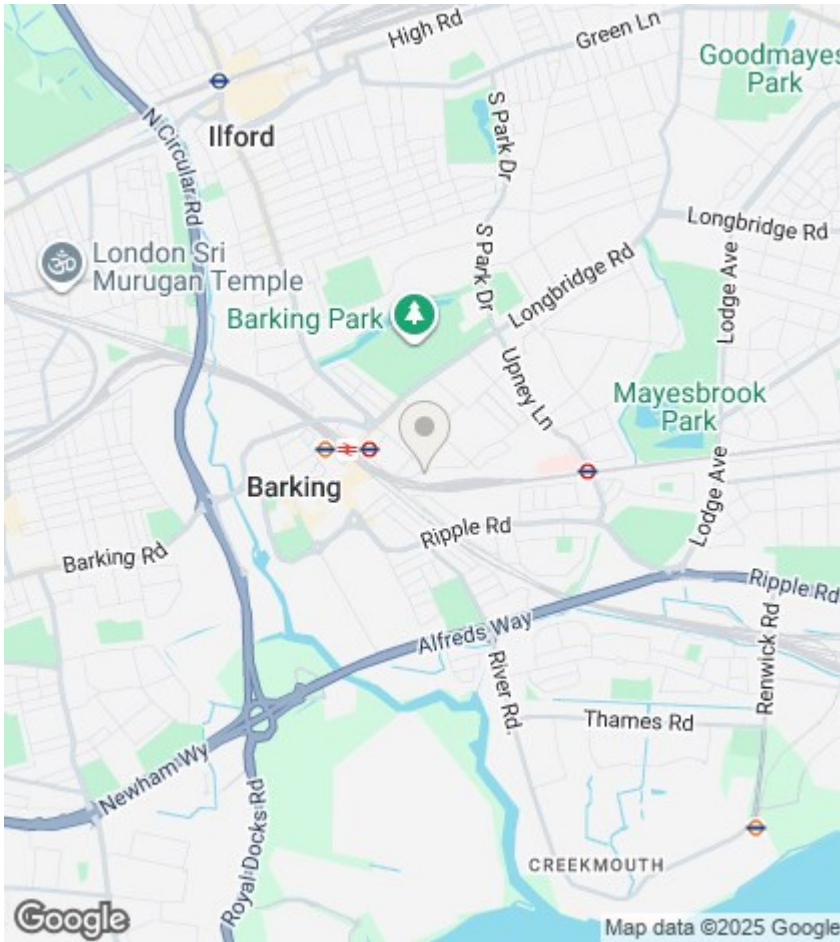 High Rd
Green Ln
Goodmayes
Park
Ilford
N Circular Rd
S Park Dr
Longbridge Rd
London Sri
Murugan Temple
S Park Dr
Longbridge Rd
Lodge Ave
Barking Park
Upney Ln
Mayesbrook
Park
Barking
Lodge Ave
Ripple Rd
Barking Rd
Ripple Rd
Alfreds Way
Renwick Rd
River Rd
Thames Rd
Newham Wy
Royal Docks Rd
CREEKMOUTH
Google
Map data ©2025 Google